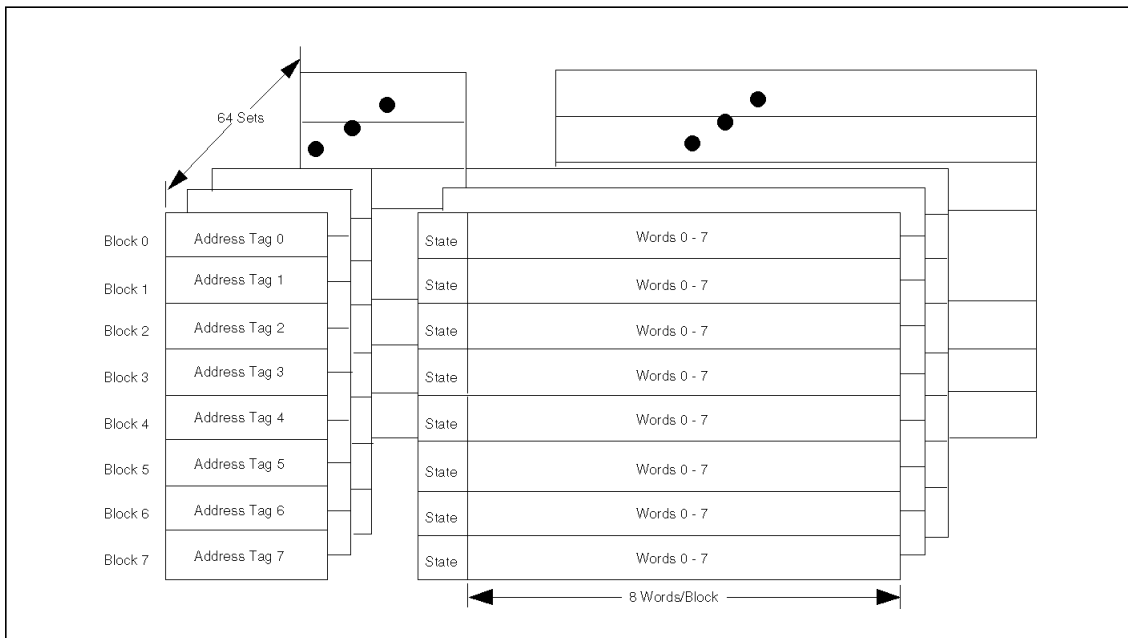 64 Sets
Block 0 Address Tag 0 State Words 0 - 7
Block 1 Address Tag 1 State Words 0 - 7
Block 2 Address Tag 2 State Words 0 - 7
Block 3 Address Tag 3 State Words 0 - 7
Block 4 Address Tag 4 State Words 0 - 7
Block 5 Address Tag 5 State Words 0 - 7
Block 6 Address Tag 6 State Words 0 - 7
Block 7 Address Tag 7 State Words 0 - 7
8 Words/Block